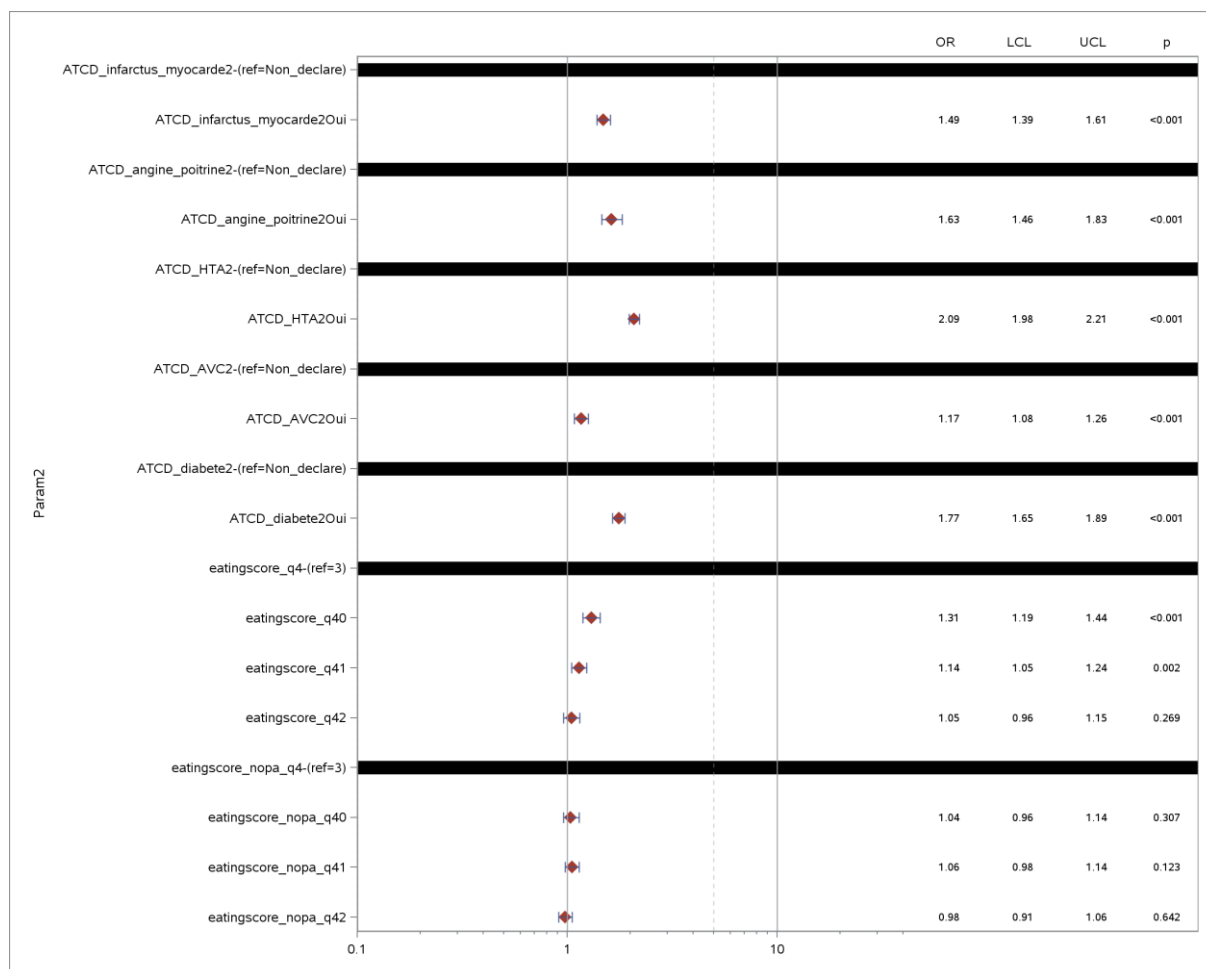 OR LCL UCL p
ATCD_infarctus_myocarde2-(ref=Non_declare)
ATCD_infarctus_myocarde2Oui 1.49 1.39 1.61 <0.001
ATCD_angine_poitrine2-(ref=Non_declare)
ATCD_angine_poitrine2Oui 1.63 1.46 1.83 <0.001
ATCD_HTA2-(ref=Non_declare)
ATCD_HTA2Oui 2.09 1.98 2.21 <0.001
ATCD_AVC2-(ref=Non_declare)
ATCD_AVC2Oui 1.17 1.08 1.26 <0.001
ATCD_diabete2-(ref=Non_declare)
Param2
ATCD_diabete2Oui 1.77 1.65 1.89 <0.001
eatingscore_q4-(ref=3)
eatingscore_q40 1.31 1.19 1.44 <0.001
eatingscore_q41 1.14 1.05 1.24 0.002
eatingscore_q42 1.05 0.96 1.15 0.269
eatingscore_nopa_q4-(ref=3)
eatingscore_nopa_q40 1.04 0.96 1.14 0.307
eatingscore_nopa_q41 1.06 0.98 1.14 0.123
eatingscore_nopa_q42 0.98 0.91 1.06 0.642
0.1 1 10